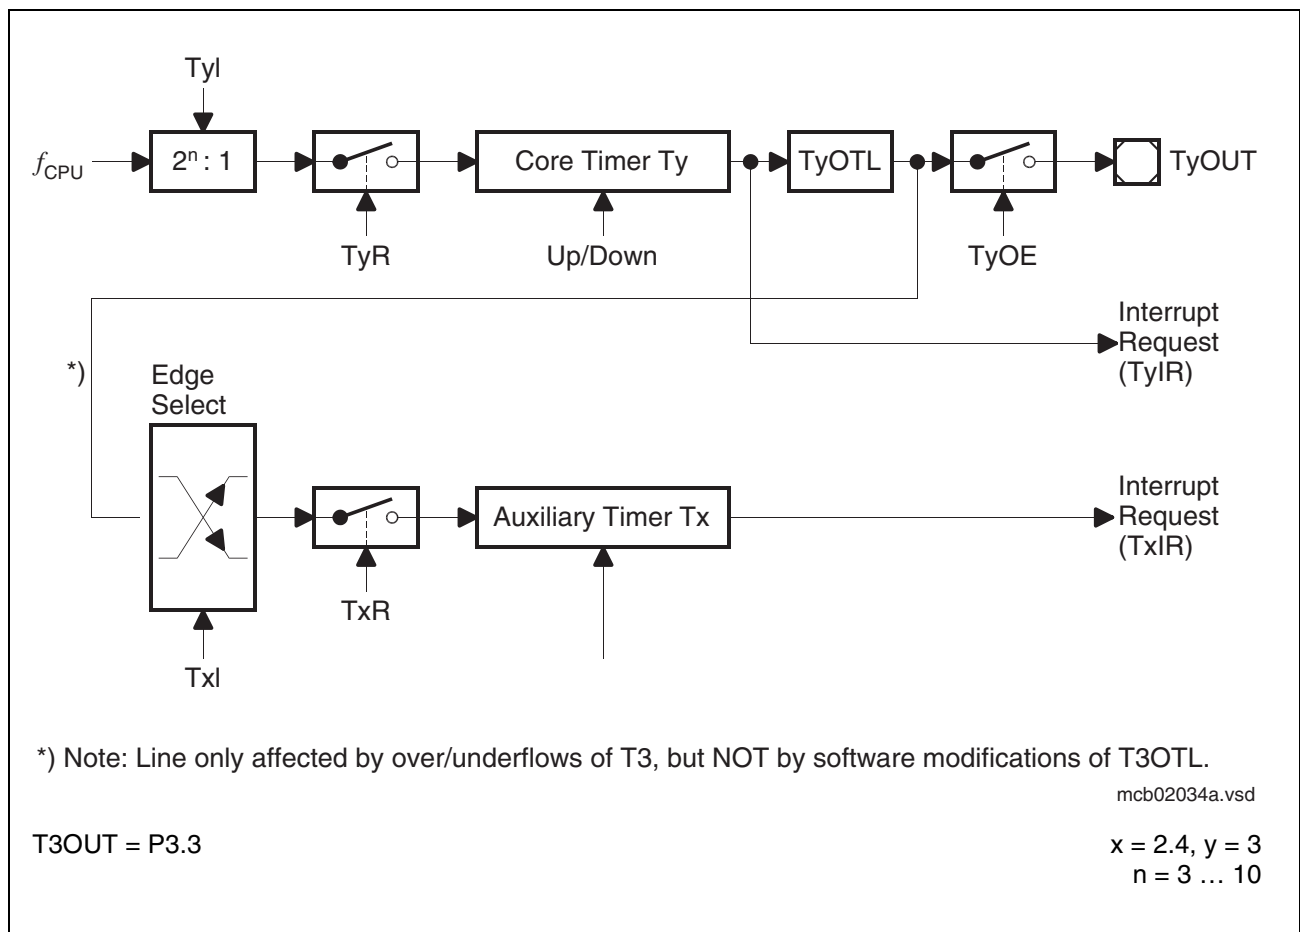 TyI
fCPU
2n : 1
Core Timer Ty
TyOTL
TyOUT
TyR
Up/Down
TyOE
Interrupt
Request
(TyIR)
*)
Edge
Select
Auxiliary Timer Tx
Interrupt
Request
(TxIR)
TxR
TxI
*) Note: Line only affected by over/underflows of T3, but NOT by software modifications of T3OTL.
mcb02034a.vsd
T3OUT = P3.3
x = 2.4, y = 3
n = 3 … 10